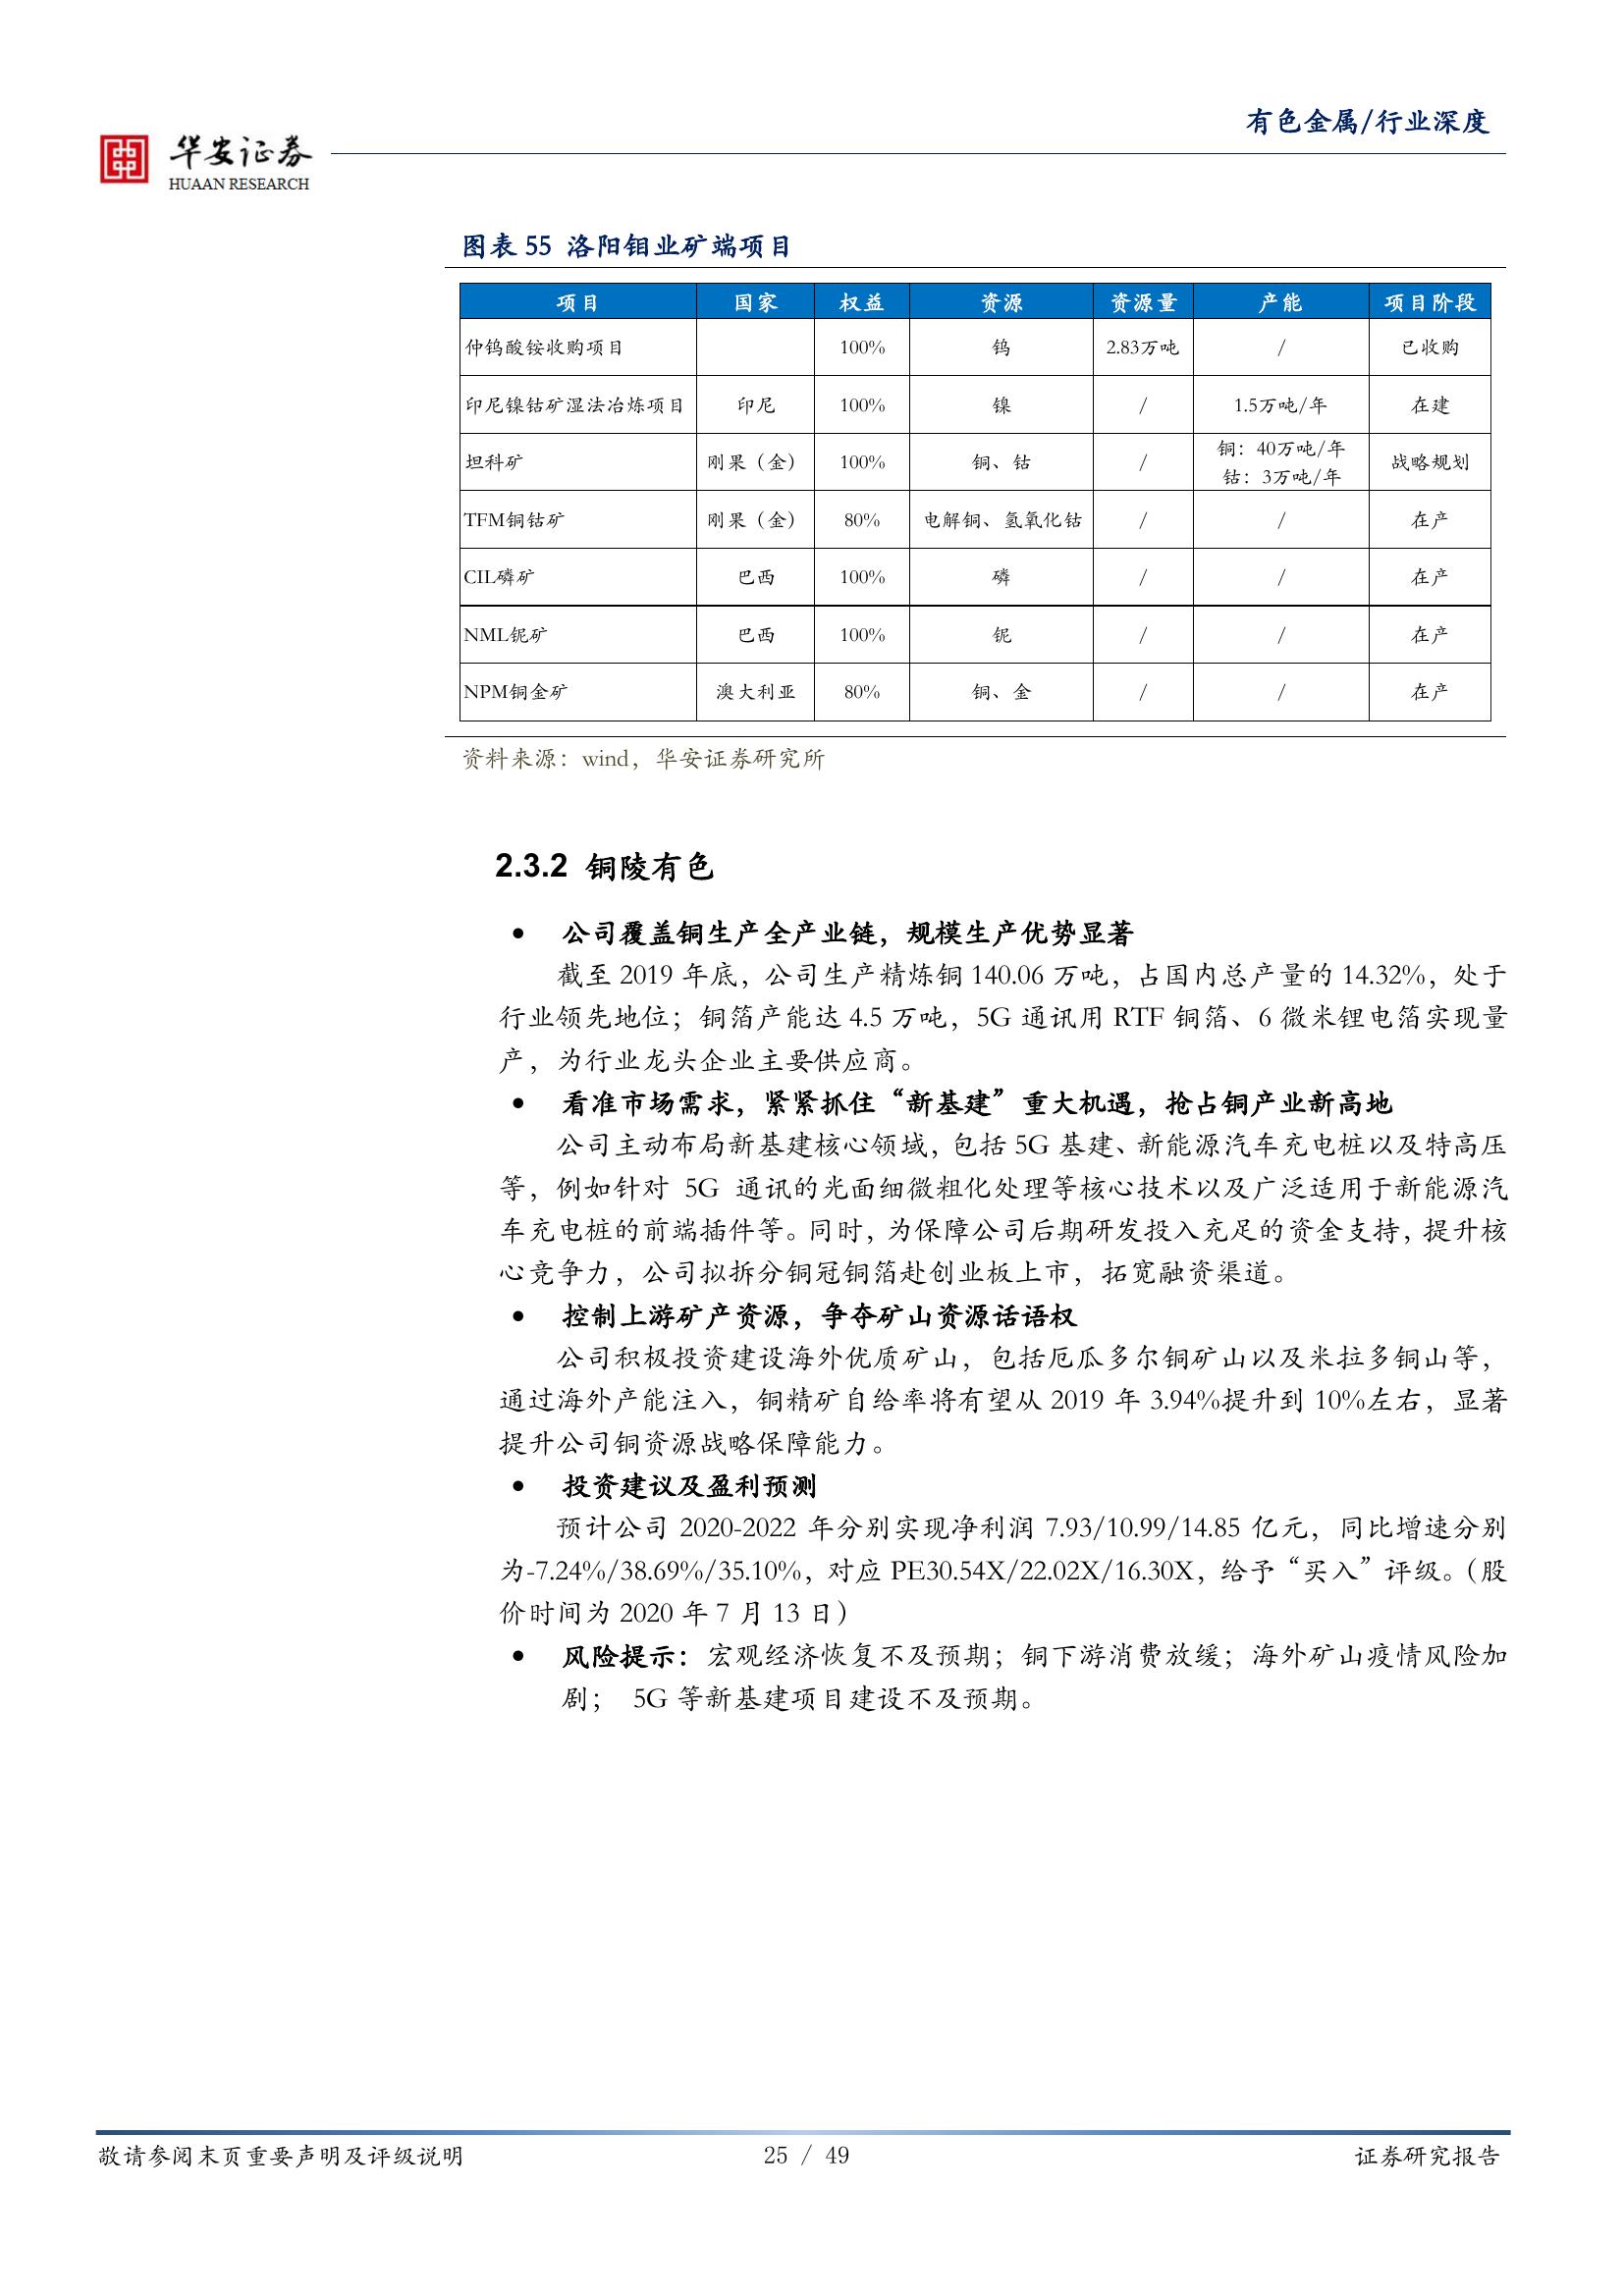 有色金属/行业深度
华安证券
HUAAN RESEARCH
图表 55 洛阳钼业矿端项目
项目 国家 权益 资源 资源量 产能 项目阶段
仲钨酸铵收购项目 100% 钨 2.83万吨 / 已收购
印尼镍钴矿湿法冶炼项目 印尼 100% 镍 / 1.5万吨/年 在建
坦科矿 刚果（金） 100% 铜、钴 / 铜：40万吨/年 战略规划
钴：3万吨/年
TFM铜钴矿 刚果（金） 80% 电解铜、氢氧化钴 / / 在产
CIL磷矿 巴西 100% 磷 / / 在产
NML铌矿 巴西 100% 铌 / / 在产
NPM铜金矿 澳大利亚 80% 铜、金 / / 在产
资料来源：wind，华安证券研究所
2.3.2 铜陵有色
● 公司覆盖铜生产全产业链，规模生产优势显著
截至 2019 年底，公司生产精炼铜 140.06 万吨，占国内总产量的 14.32%，处于
行业领先地位；铜箔产能达 4.5 万吨，5G 通讯用 RTF 铜箔、6 微米锂电箔实现量
产，为行业龙头企业主要供应商。
● 看准市场需求，紧紧抓住“新基建”重大机遇，抢占铜产业新高地
公司主动布局新基建核心领域，包括 5G 基建、新能源汽车充电桩以及特高压
等，例如针对 5G 通讯的光面细微粗化处理等核心技术以及广泛适用于新能源汽
车充电桩的前端插件等。同时，为保障公司后期研发投入充足的资金支持，提升核
心竞争力，公司拟拆分铜冠铜箔赴创业板上市，拓宽融资渠道。
● 控制上游矿产资源，争夺矿山资源话语权
公司积极投资建设海外优质矿山，包括厄瓜多尔铜矿山以及米拉多铜山等，
通过海外产能注入，铜精矿自给率将有望从 2019 年 3.94%提升到 10%左右，显著
提升公司铜资源战略保障能力。
● 投资建议及盈利预测
预计公司 2020-2022 年分别实现净利润 7.93/10.99/14.85 亿元，同比增速分别
为-7.24%/38.69%/35.10%，对应 PE30.54X/22.02X/16.30X，给予“买入”评级。（股
价时间为 2020 年 7 月 13 日）
● 风险提示：宏观经济恢复不及预期；铜下游消费放缓；海外矿山疫情风险加
剧； 5G 等新基建项目建设不及预期。
敬请参阅末页重要声明及评级说明 25 / 49 证券研究报告